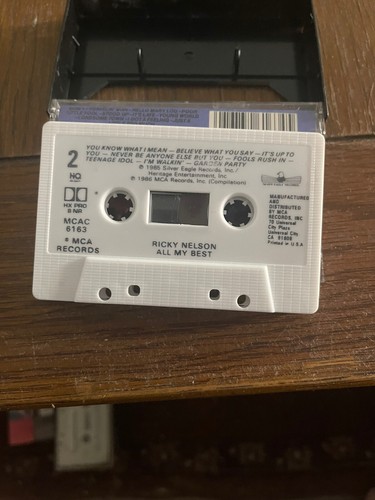 2
NO
YOU KNOW WHAT I MEAN — BELIEVE WHAT YOU SAY — IT'S UP TO
YOU — NEVER BE ANYONE ELSE BUT YOU — FOOLS RUSH IN —
TEENAGE IDOL — I'M WALKIN' — GARDEN PARTY
℗ 1985 Silver Eagle Records, Inc./
Heritage Entertainment, Inc.
℗ 1986 MCA Records, Inc. (Compilation)
HX PRO
B NR
MCAC
6163
MCA
RECORDS
RICKY NELSON
ALL MY BEST
MANUFACTURED
AND
DISTRIBUTED
BY MCA
RECORDS, INC
70 Universal
City Plaza
Universal City,
CA 91608
Printed in U.S.A